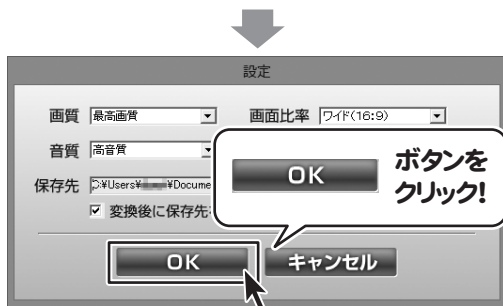 設定
画質 最高画質 画面比率 ワイド(16:9)
音質 高音質
保存先 :¥Users¥ ¥Docume
変換後に保存先
OK ボタンを
クリック!
OK キャンセル